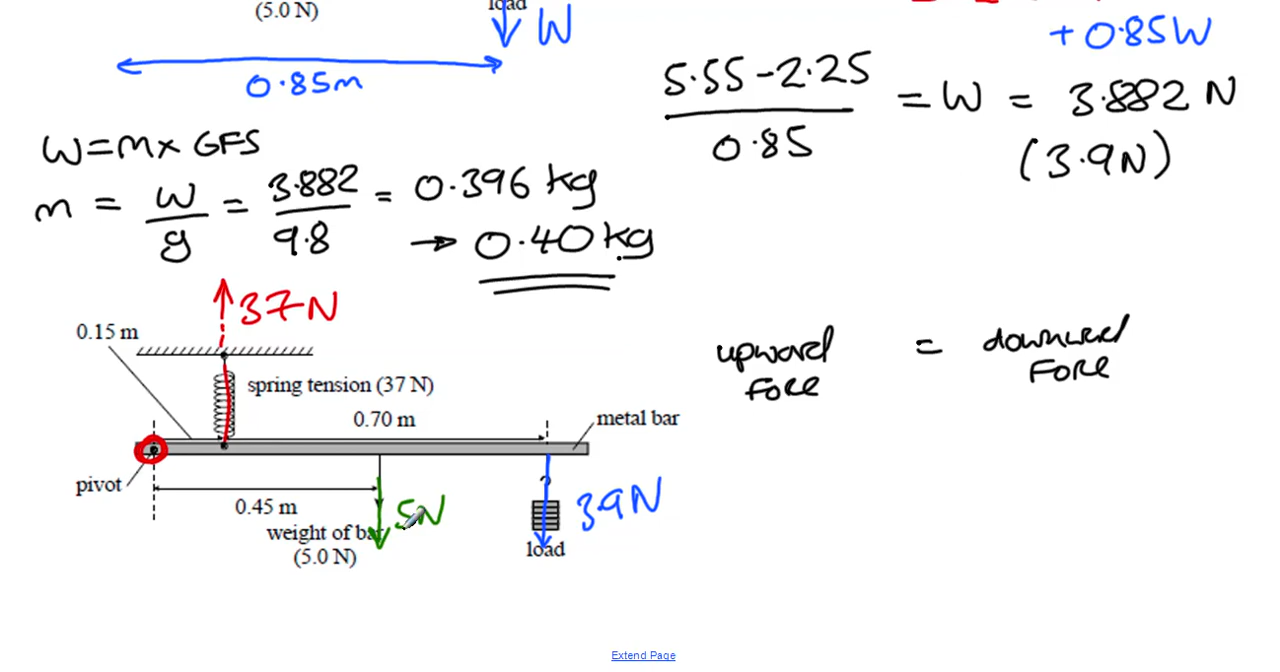 (5.0 N)
load
W
0.85m
+ 0.85W
5.55 - 2.25
0.85
= W = 3.882 N
(3.9N)
W = m x GFS
m = W/g = 3.882/9.8 = 0.396 kg
→ 0.40 kg
37N
0.15 m
spring tension (37 N)
0.70 m
metal bar
pivot
0.45 m
5N
weight of bar
(5.0 N)
3.9N
load
upward = downward
Force Force
Extend Page